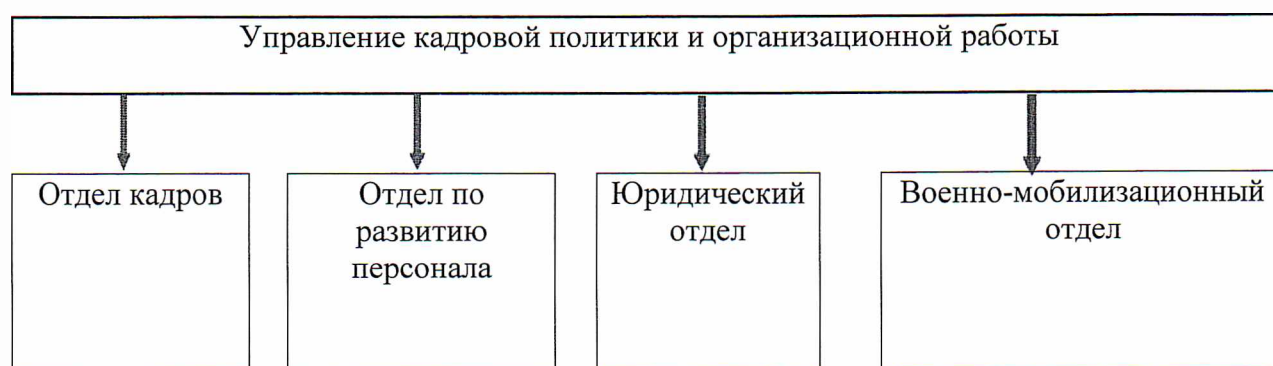 Управление кадровой политики и организационной работы
Отдел кадров
Отдел по
развитию
персонала
Юридический
отдел
Военно-мобилизационный
отдел